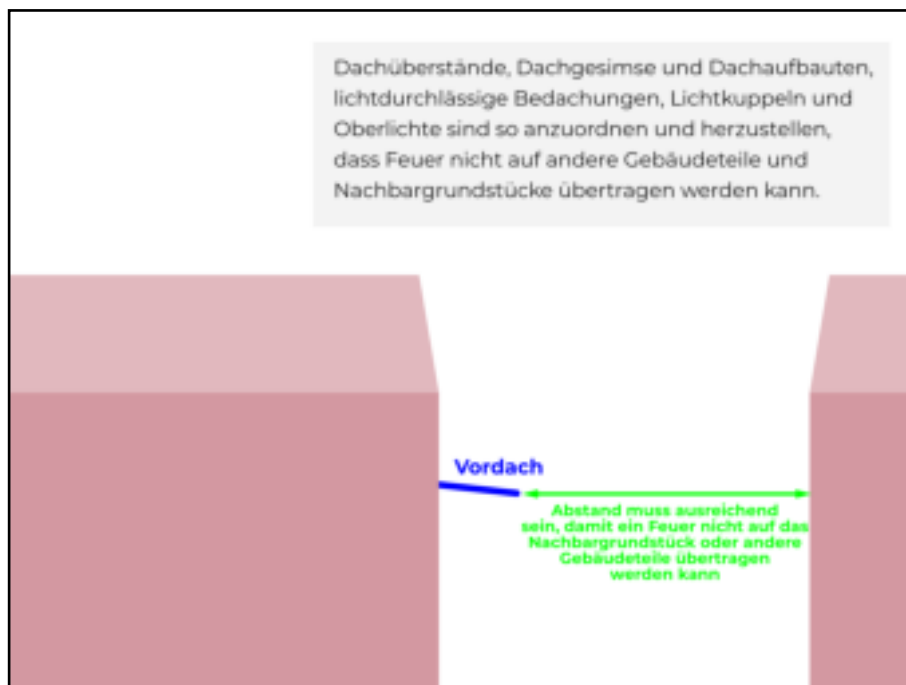 Dachüberstände, Dachgesimse und Dachaufbauten,
lichtdurchlässige Bedachungen, Lichtkuppeln und
Oberlichte sind so anzuordnen und herzustellen,
dass Feuer nicht auf andere Gebäudeteile und
Nachbargrundstücke übertragen werden kann.
Vordach
Abstand muss ausreichend
sein, damit ein Feuer nicht auf das
Nachbargrundstück oder andere
Gebäudeteile übertragen
werden kann